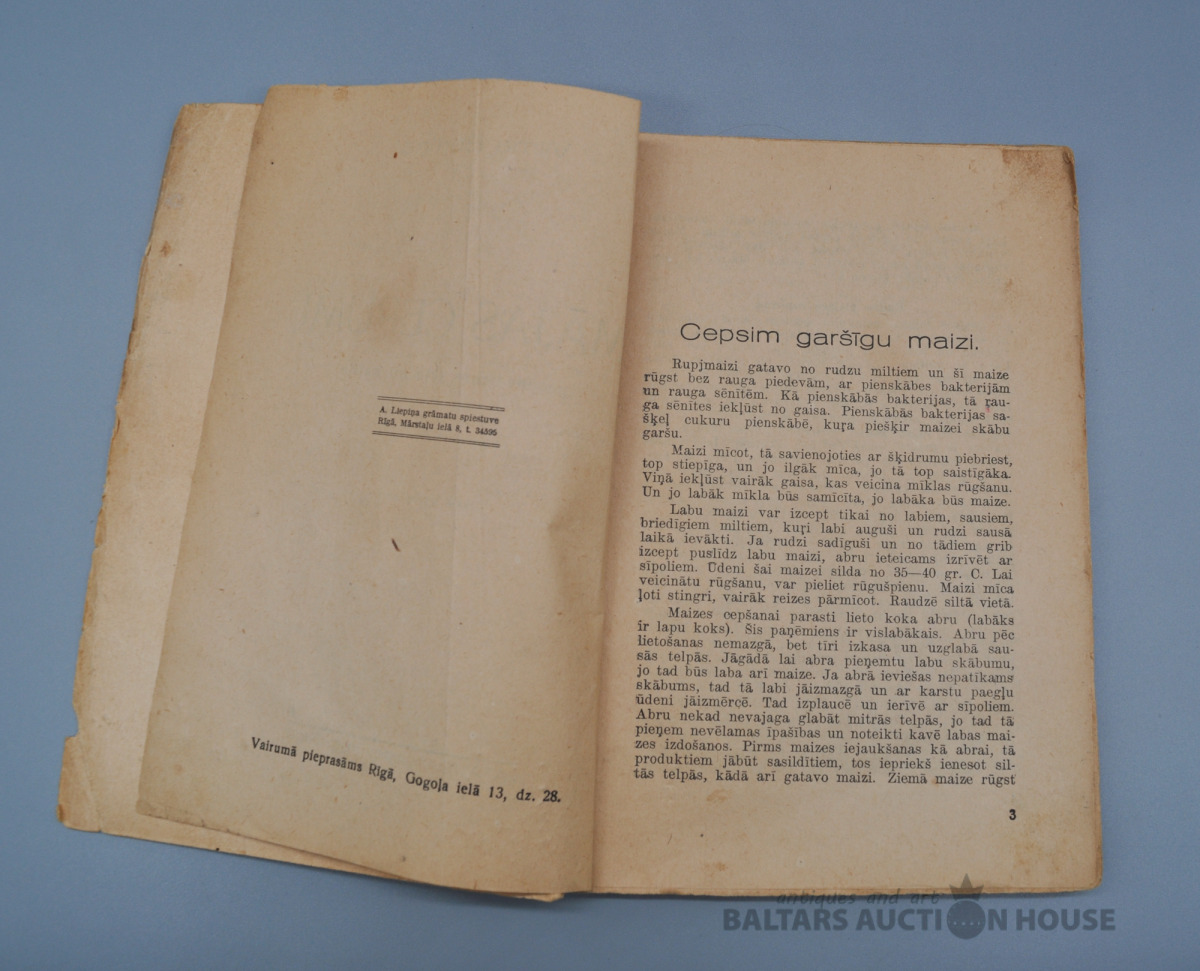 A. Liepiņa grāmatu spiestuve
Rīgā, Mārstaļu ielā 8, t. 34595
Vairumā pieprasāms Rīgā, Gogoļa ielā 13, dz. 28.
Cepsim garšīgu maizi.
Rupjmaizi gatavo no rudzu miltiem un šī maize
rūgst bez rauga piedevām, ar pienskābes bakterijām
un rauga sēnītēm. Kā pienskābās bakterijas, tā rau-
ga sēnītes iekļūst no gaisa. Pienskābās bakterijas sa-
šķeļ cukuru pienskābē, kuŗa piešķir maizei skābu
garšu.
Maizi mīcot, tā savienojoties ar šķidrumu piebriest,
top stiepīga, un jo ilgāk mīca, jo tā top saistīgāka.
Viņā iekļūst vairāk gaisa, kas veicina mīklas rūgšanu.
Un jo labāk mīkla būs samīcīta, jo labāka būs maize.
Labu maizi var izcept tikai no labiem, sausiem,
briedīgiem miltiem, kuŗi labi auguši un rudzi sausā
laikā ievākti. Ja rudzi sadīguši un no tādiem grib
izcept puslīdz labu maizi, abru ieteicams izrīvēt ar
sīpoliem. Ūdeni šai maizei silda no 35—40 gr. C. Lai
veicinātu rūgšanu, var pieliet rūgušpienu. Maizi mīca
ļoti stingri, vairāk reizes pārmīcot. Raudzē siltā vietā.
Maizes cepšanai parasti lieto koka abru (labāks
ir lapu koks). Šis paņēmiens ir vislabākais. Abru pēc
lietošanas nemazgā, bet tīri izkasa un uzglabā sau-
sās telpās. Jāgādā lai abra pieņemtu labu skābumu,
jo tad būs laba arī maize. Ja abrā ieviešas nepatīkams
skābums, tad tā labi jāizmazgā un ar karstu paegļu
ūdeni jāizmērcē. Tad izplaucē un ierīvē ar sīpoliem.
Abru nekad nevajaga glabāt mitrās telpās, jo tad tā
pieņem nevēlamas īpašības un noteikti kavē labas mai-
zes izdošanos. Pirms maizes iejaukšanas kā abrai, tā
produktiem jābūt sasildītiem, tos iepriekš ienesot sil-
tās telpās, kādā arī gatavo maizi. Ziemā maize rūgst
3
antiques and art
BALTARS AUCTION HOUSE